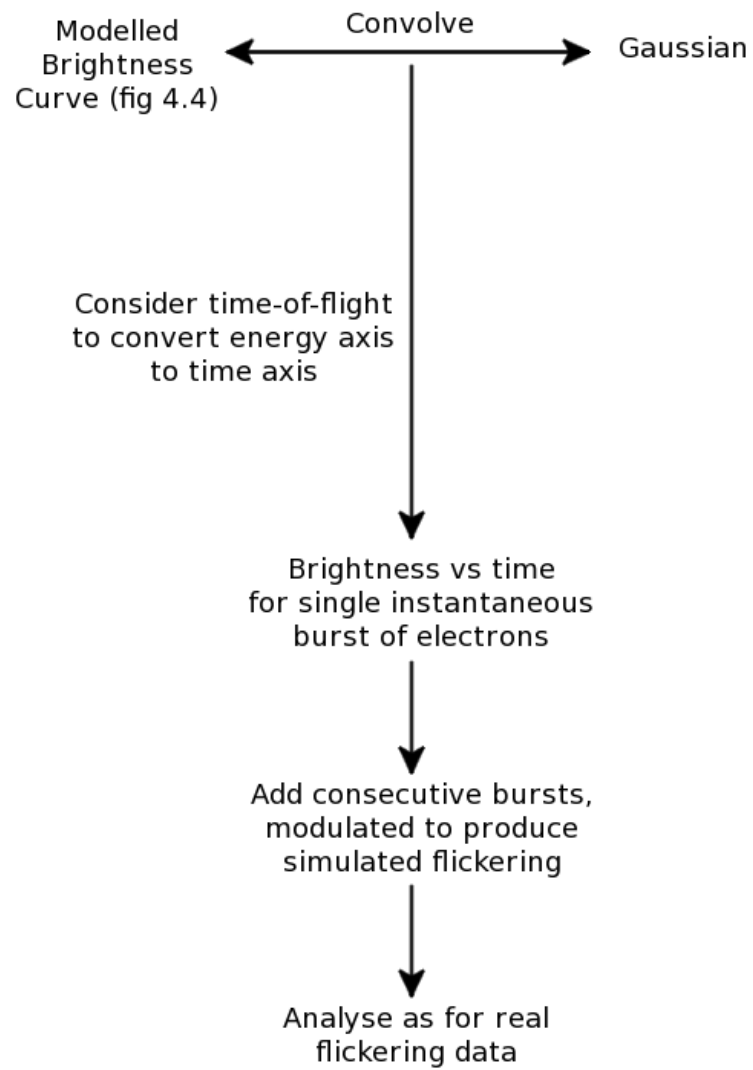 Modelled
Brightness
Curve (fig 4.4)
Convolve
Gaussian
Consider time-of-flight
to convert energy axis
to time axis
Brightness vs time
for single instantaneous
burst of electrons
Add consecutive bursts,
modulated to produce
simulated flickering
Analyse as for real
flickering data